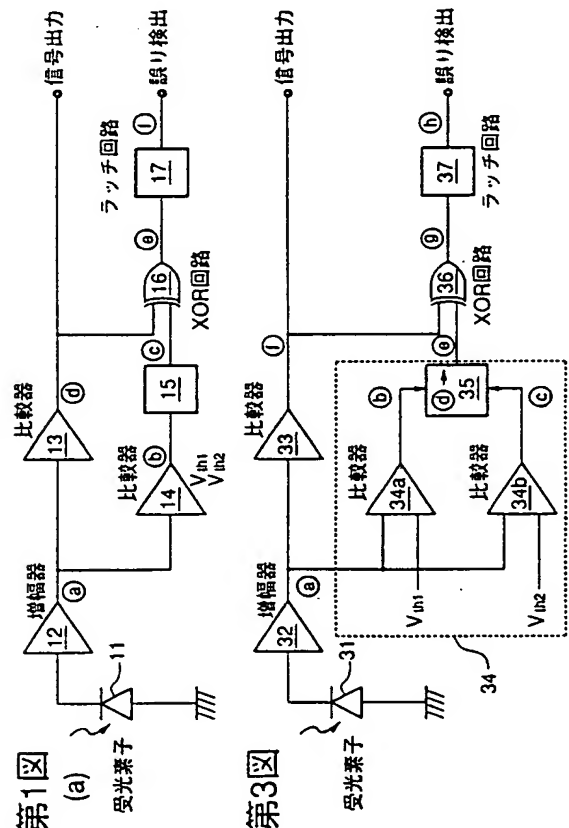 第1図
(a)
受光素子
11
増幅器
12
ⓐ
比較器
13
ⓓ
信号出力
比較器
14
ⓑ
Vth1
Vth2
15
ⓒ
16
XOR回路
ⓔ
ラッチ回路
17
ⓕ
誤り検出
第3図
受光素子
31
増幅器
32
ⓐ
比較器
33
ⓕ
信号出力
比較器
34a
ⓑ
Vth1
比較器
34b
ⓒ
Vth2
34
ⓓ
35
ⓔ
36
XOR回路
ⓖ
ラッチ回路
37
ⓗ
誤り検出